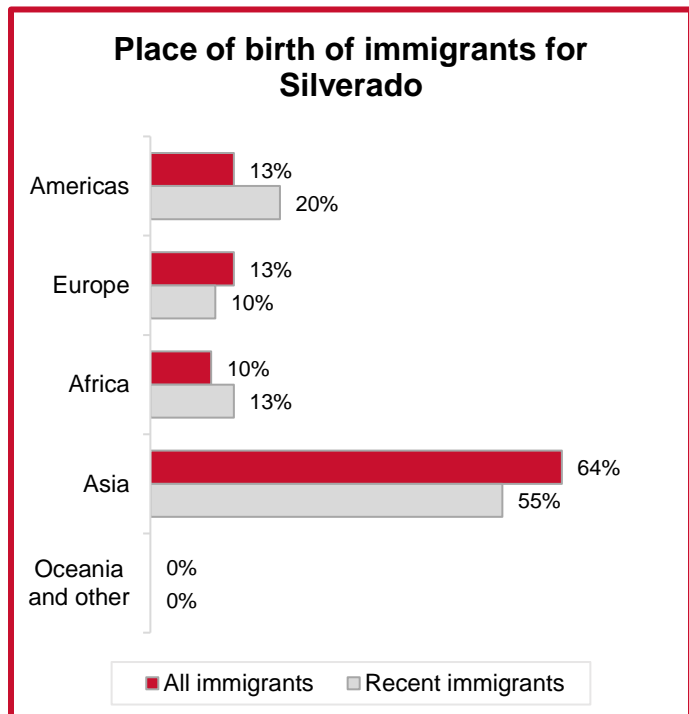 Place of birth of immigrants for
Silverado
Americas
13%
20%
Europe
13%
10%
Africa
10%
13%
Asia
64%
55%
Oceania
and other
0%
0%
All immigrants
Recent immigrants